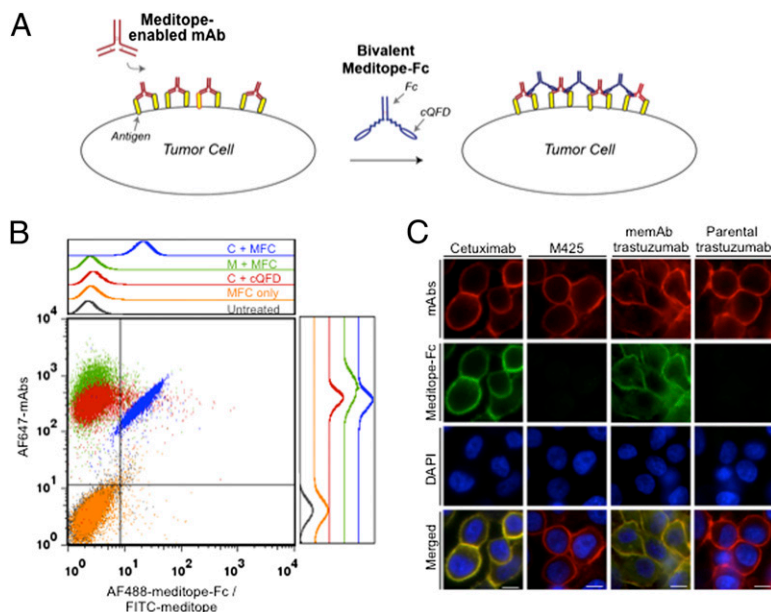 A
Meditope-
enabled mAb
Antigen
Tumor Cell
Bivalent
Meditope-Fc
Fc
cQFD
Tumor Cell
B
C + MFC
M + MFC
C + cQFD
MFC only
Untreated
10⁴
10³
10²
10¹
10⁰
AF647-mAbs
10⁰ 10¹ 10² 10³ 10⁴
AF488-meditope-Fc /
FITC-meditope
C
Cetuximab
M425
memAb
trastuzumab
Parental
trastuzumab
mAbs
Meditope-Fc
DAPI
Merged